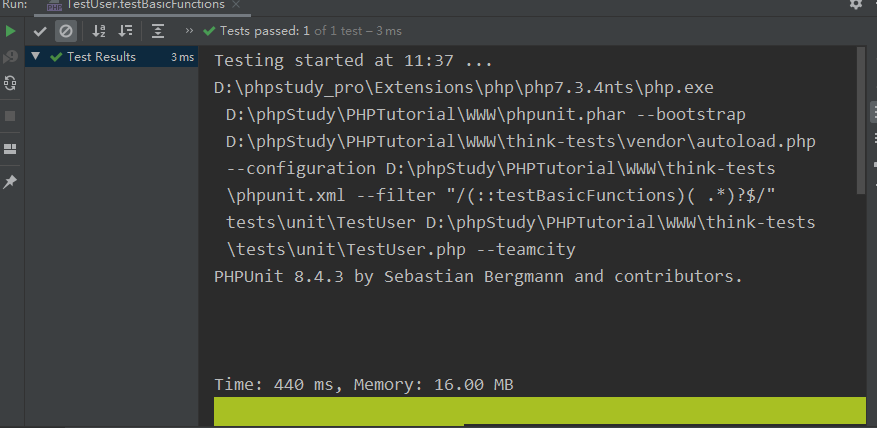 Run:
PHP
TestUser.testBasicFunctions
Tests passed: 1 of 1 test – 3 ms
Test Results 3 ms
Testing started at 11:37 ...
D:\phpstudy_pro\Extensions\php\php7.3.4nts\php.exe
D:\phpStudy\PHPTutorial\WWW\phpunit.phar --bootstrap
D:\phpStudy\PHPTutorial\WWW\think-tests\vendor\autoload.php
--configuration D:\phpStudy\PHPTutorial\WWW\think-tests
\phpunit.xml --filter "/(::testBasicFunctions)( .*)?$/"
tests\unit\TestUser D:\phpStudy\PHPTutorial\WWW\think-tests
\tests\unit\TestUser.php --teamcity
PHPUnit 8.4.3 by Sebastian Bergmann and contributors.
Time: 440 ms, Memory: 16.00 MB